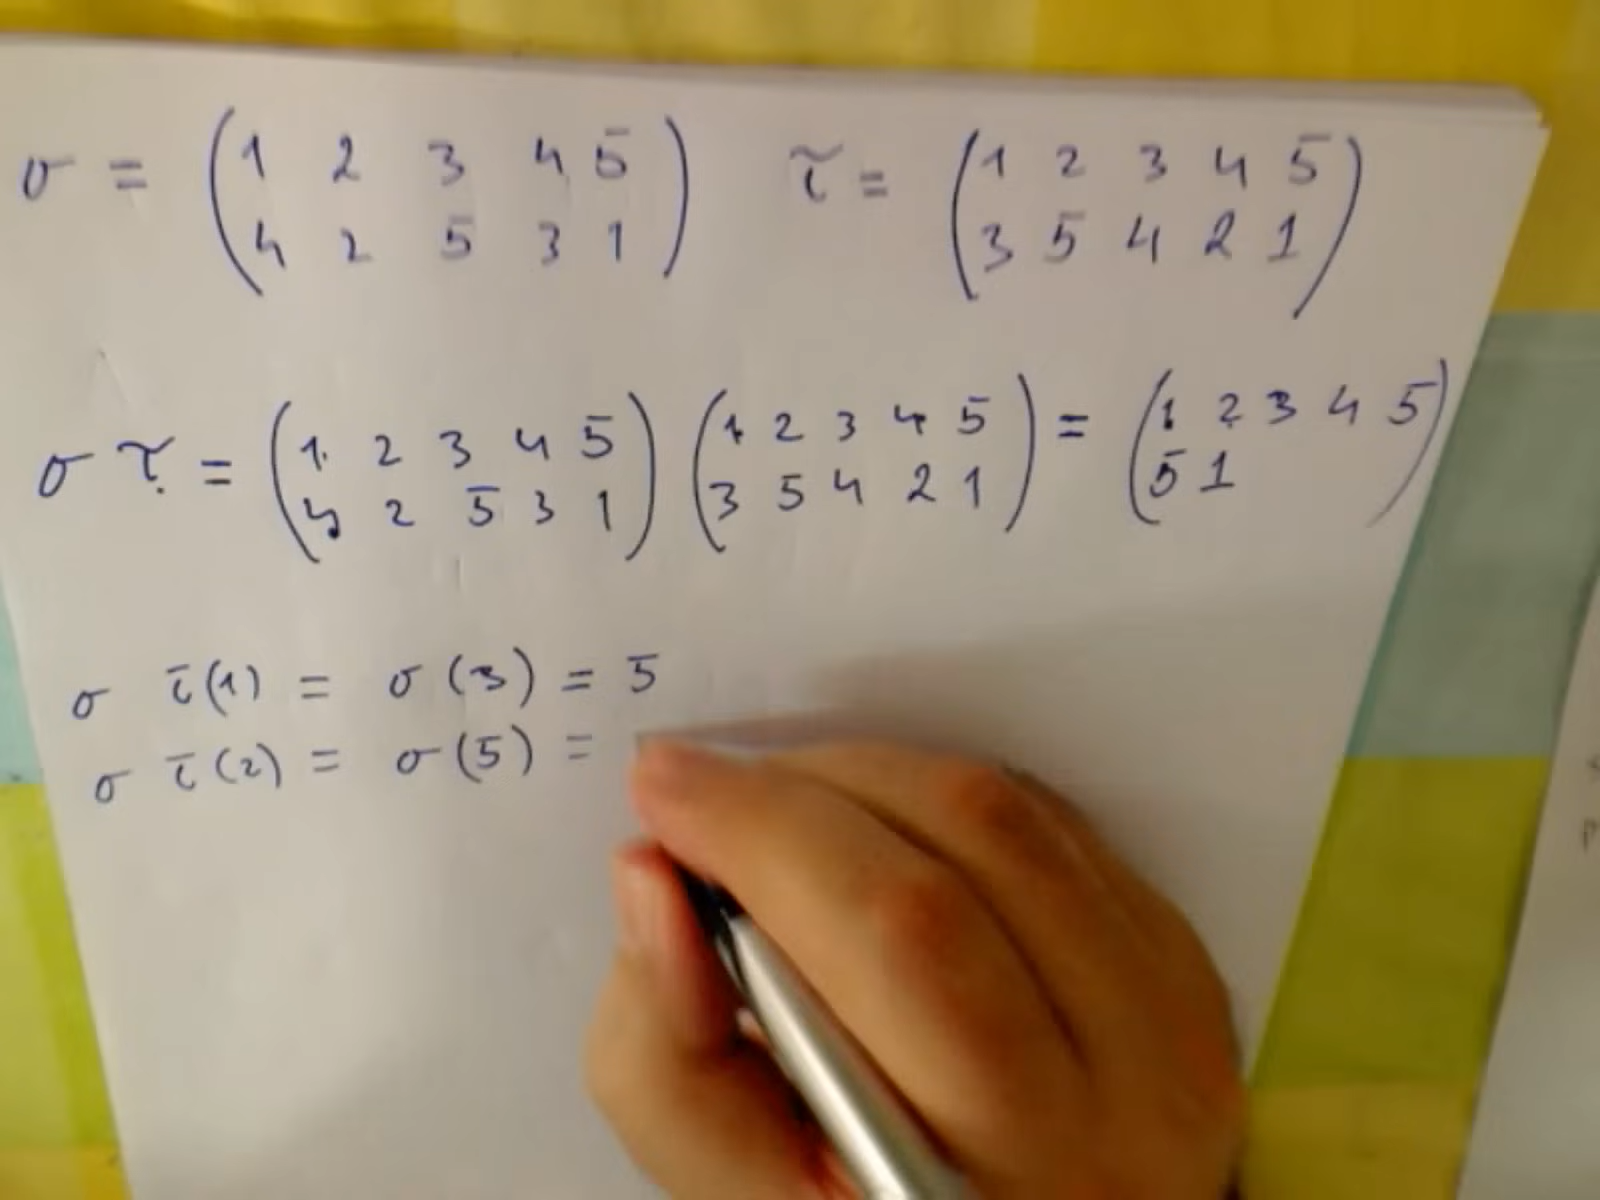 σ = (1 2 3 4 5 τ = (1 2 3 4 5
4 2 5 3 1) 3 5 4 2 1)
σ τ = (1 2 3 4 5 (1 2 3 4 5 = (1 2 3 4 5
4 2 5 3 1) 3 5 4 2 1) 5 1 )
σ τ(1) = σ (3) = 5
σ τ(2) = σ (5) =